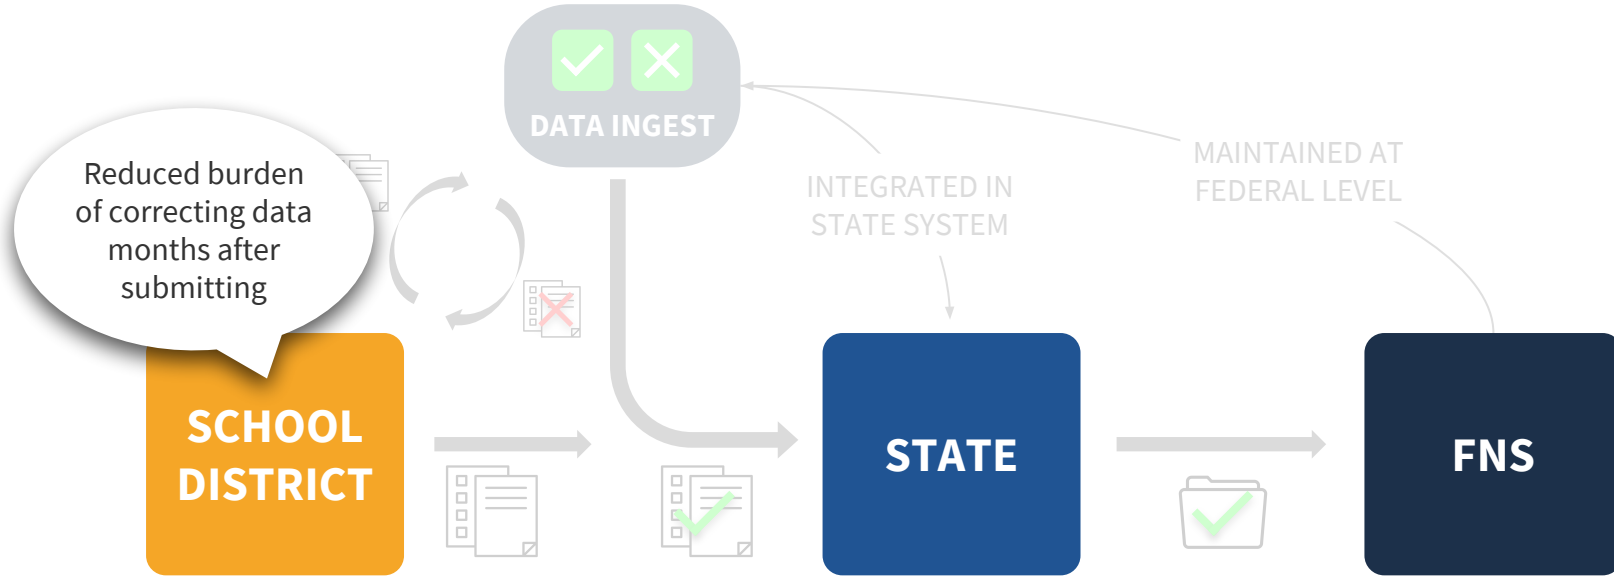 DATA INGEST
Reduced burden
of correcting data
months after
submitting
INTEGRATED IN
STATE SYSTEM
MAINTAINED AT
FEDERAL LEVEL
SCHOOL
DISTRICT
STATE
FNS